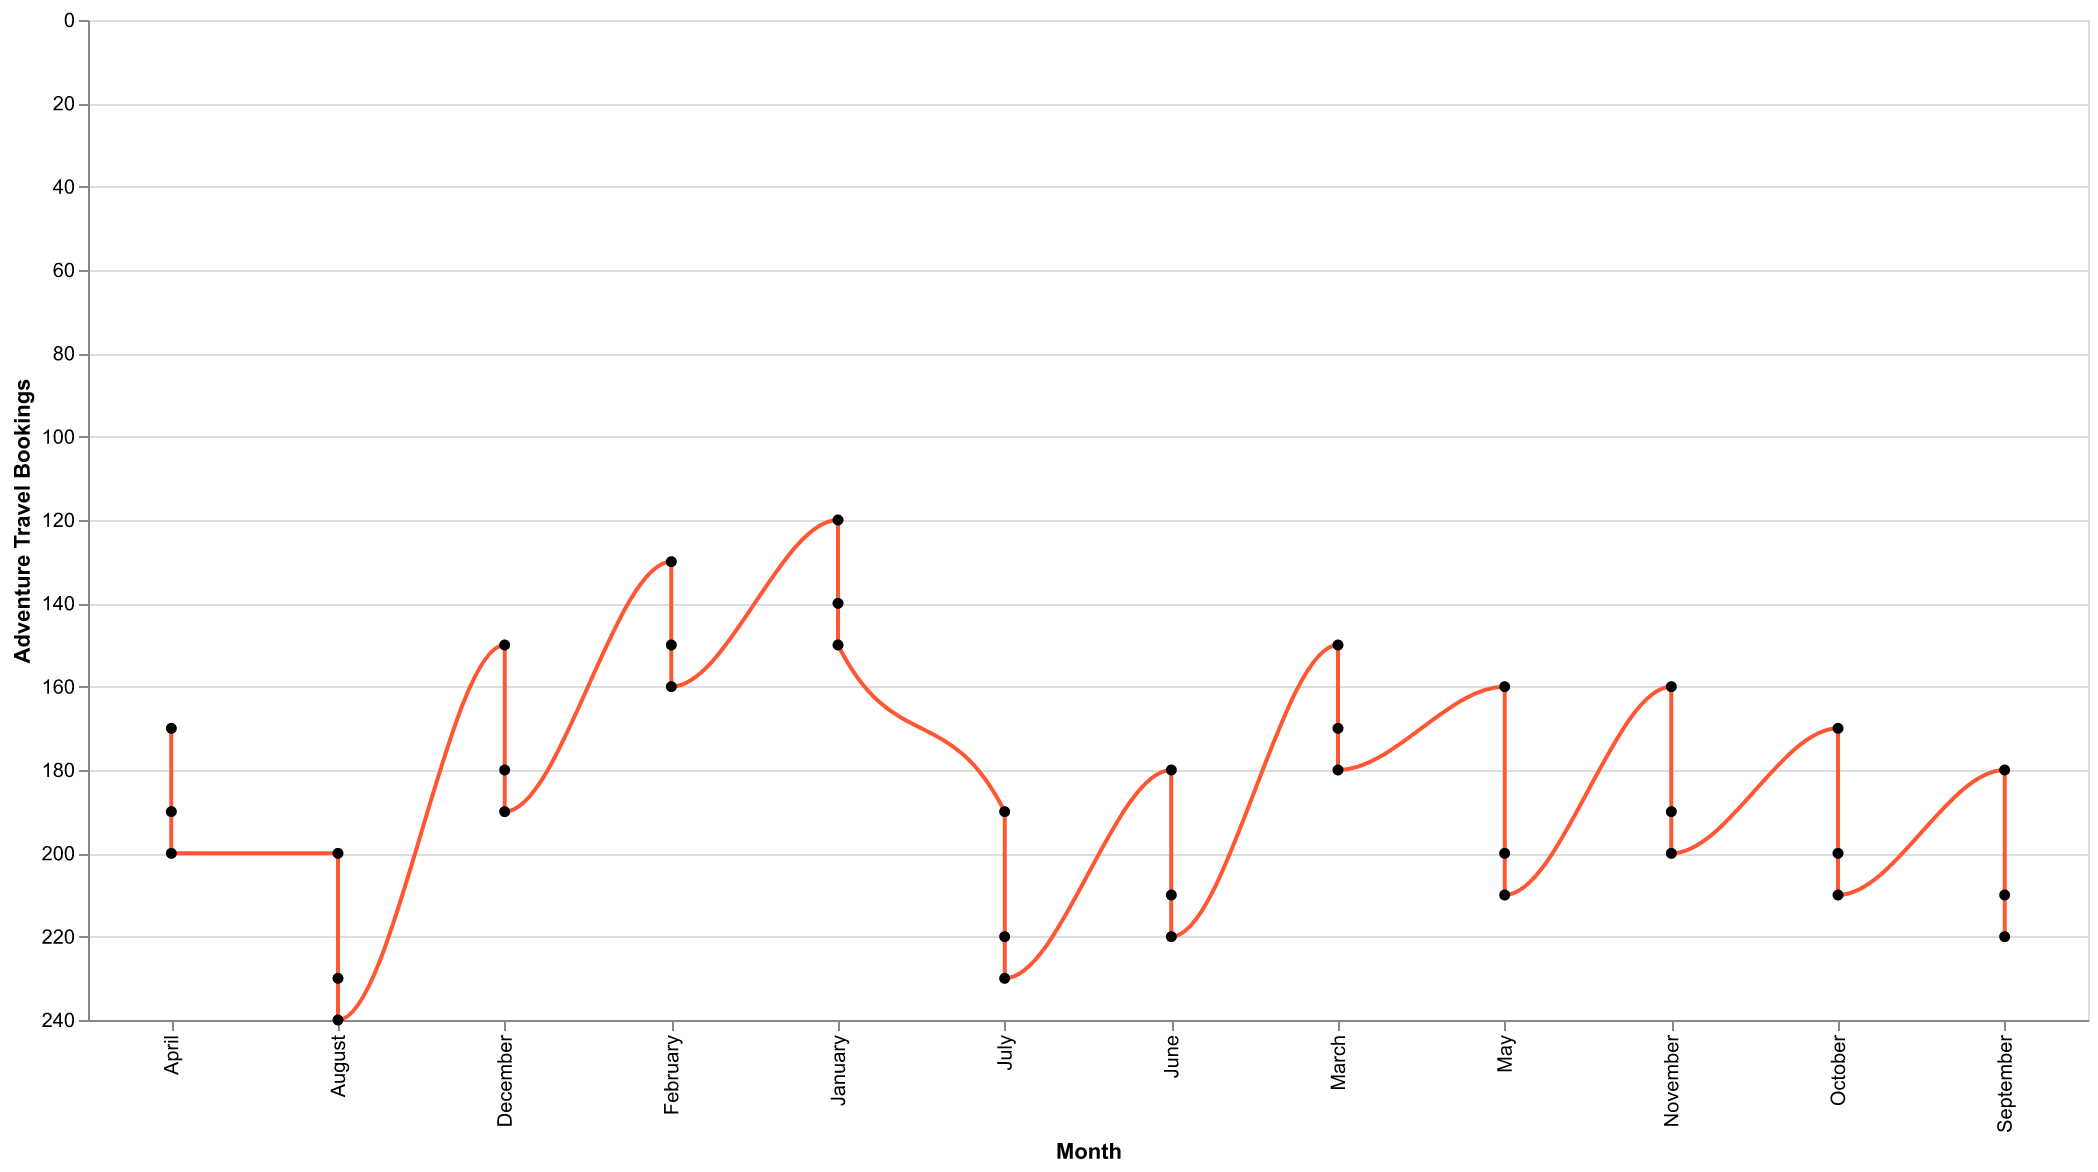 0
20
40
60
80
100
120
140
160
180
200
220
240
Adventure Travel Bookings
April
August
December
February
January
July
June
March
May
November
October
September
Month